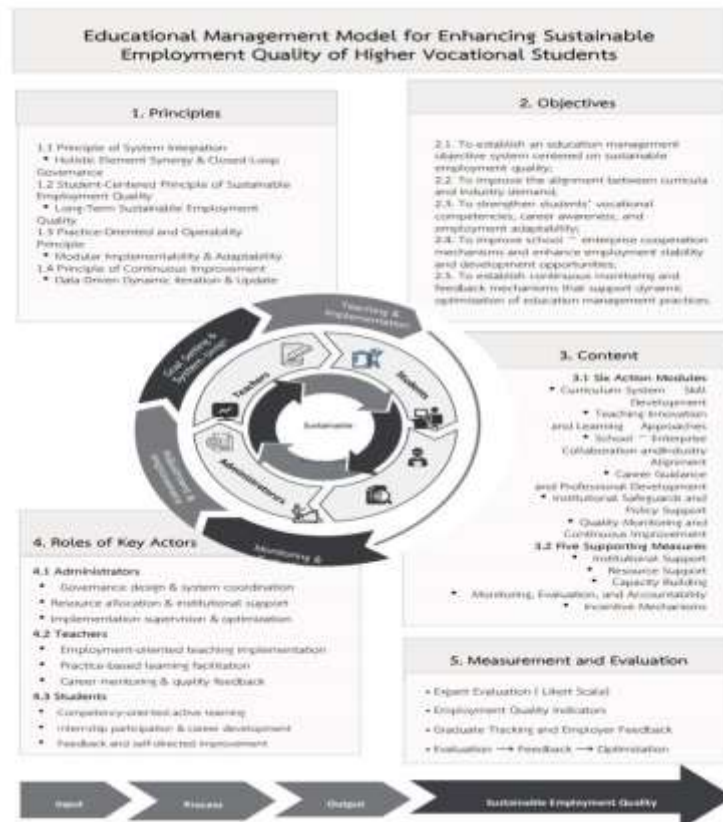 Educational Management Model for Enhancing Sustainable
Employment Quality of Higher Vocational Students
1. Principles
1.1 Principle of System Integration
• Holistic Element Synergy & Closed-Loop
Governance
1.2 Student-Centered Principle of Sustainable
Employment Quality
• Long-Term Sustainable Employment
Quality
1.3 Practice-Oriented and Operability
Principle
• Modular Implementability & Adaptability
1.4 Principle of Continuous Improvement
• Data-Driven Dynamic Iteration & Update
2. Objectives
2.1. To establish an education management
objective system centered on sustainable
employment quality;
2.2. To improve the alignment between curricula
and industry demand;
2.3. To strengthen students' vocational
competencies, career awareness, and
employment adaptability;
2.4. To improve school – enterprise cooperation
mechanisms and enhance employment stability
and development opportunities;
2.5. To establish continuous monitoring and
feedback mechanisms that support dynamic
optimisation of education management practices.
Teaching &
Implementation
Goal Setting &
Teachers
Students
Sustainable
Administrators
Monitoring &
3. Content
3.1 Six Action Modules
• Curriculum System Skill
Development
• Teaching Innovation
and Learning Approaches
• School – Enterprise
Collaboration andIndustry
Alignment
• Career Guidance
and Professional Development
• Institutional Safeguards and
Policy Support
• Quality Monitoring and
Continuous Improvement
3.2 Five Supporting Measures
• Institutional Support
• Resource Support
• Capacity Building
• Monitoring, Evaluation, and Accountability
• Incentive Mechanisms
4. Roles of Key Actors
4.1 Administrators
• Governance design & system coordination
• Resource allocation & institutional support
• Implementation supervision & optimization
4.2 Teachers
• Employment-oriented teaching implementation
• Practice-based learning facilitation
• Career mentoring & quality feedback
4.3 Students
• Competency-oriented active learning
• Internship participation & career development
• Feedback and self-directed improvement
5. Measurement and Evaluation
• Expert Evaluation ( Likert Scale)
• Employment Quality Indicators
• Graduate Tracking and Employer Feedback
• Evaluation → Feedback → Optimization
Input
Process
Output
Sustainable Employment Quality